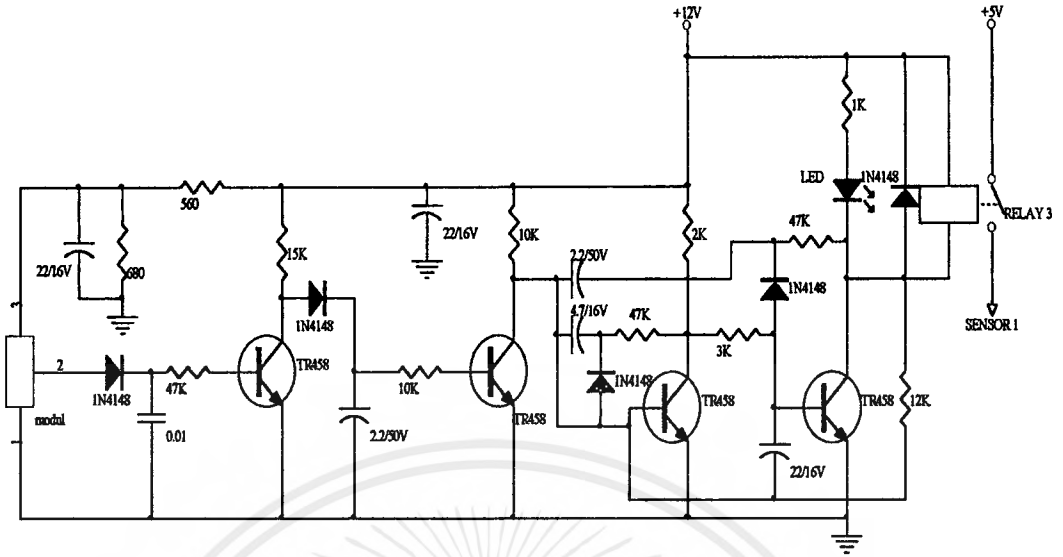 +12V
+5V
1K
LED
1N4148
RELAY 3
560
47K
22/16V
10K
2K
2.2/50V
22/16V
680
15K
1N4148
4.7/16V
47K
1N4148
3K
SENSOR 1
3
2
1N4148
47K
TR458
10K
1N4148
TR458
TR458
12K
modul
0.01
2.2/50V
TR458
22/16V
1